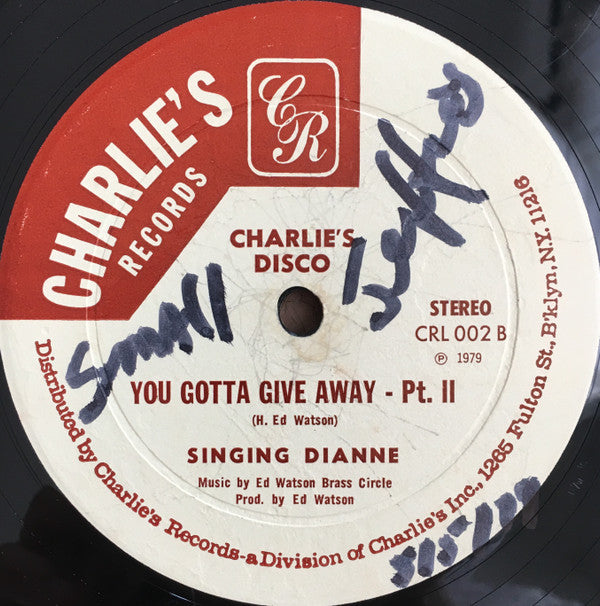 CHARLIE'S
RECORDS
CR
CHARLIE'S
DISCO
small
STEREO
CRL 002 B
℗ 1979
YOU GOTTA GIVE AWAY - Pt. II
(H. Ed Watson)
SINGING DIANNE
Music by Ed Watson Brass Circle
Prod. by Ed Watson
Distributed by Charlie's Records-a Division of Charlie's Inc., 1265 Fulton St., B'klyn, N.Y. 11216